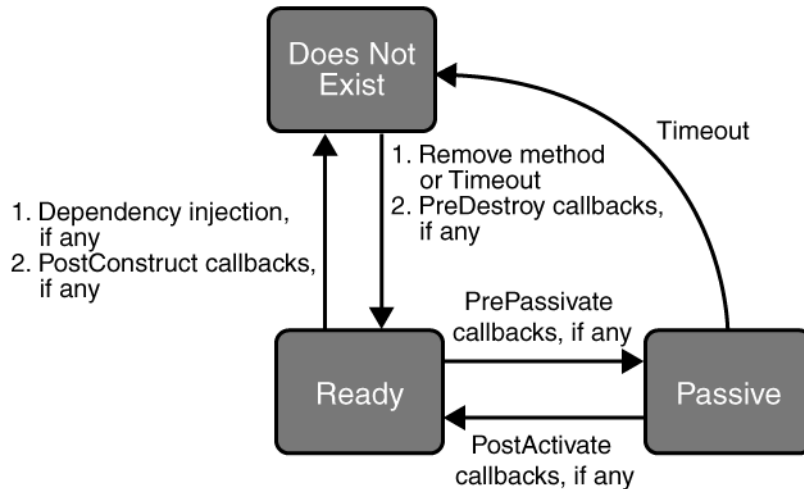 Does Not
Exist
Timeout
1. Remove method
or Timeout
2. PreDestroy callbacks,
if any
1. Dependency injection,
if any
2. PostConstruct callbacks,
if any
PrePassivate
callbacks, if any
Ready
Passive
PostActivate
callbacks, if any